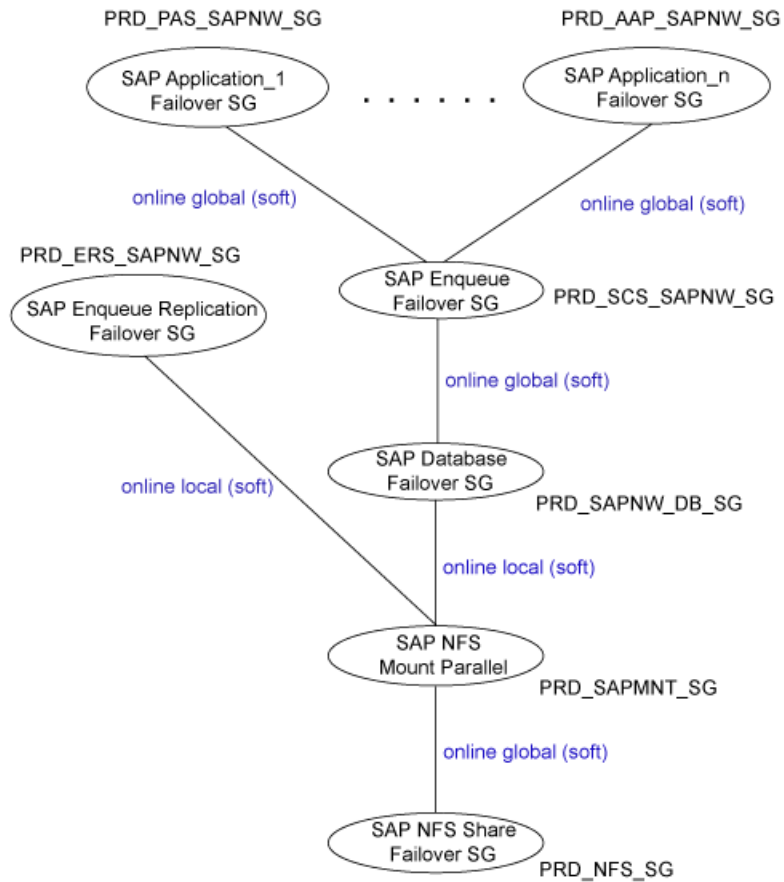 PRD_PAS_SAPNW_SG
PRD_AAP_SAPNW_SG
SAP Application_1
Failover SG
. . . . . .
SAP Application_n
Failover SG
online global (soft)
online global (soft)
PRD_ERS_SAPNW_SG
SAP Enqueue Replication
Failover SG
SAP Enqueue
Failover SG
PRD_SCS_SAPNW_SG
online global (soft)
SAP Database
Failover SG
online local (soft)
PRD_SAPNW_DB_SG
online local (soft)
SAP NFS
Mount Parallel
PRD_SAPMNT_SG
online global (soft)
SAP NFS Share
Failover SG
PRD_NFS_SG